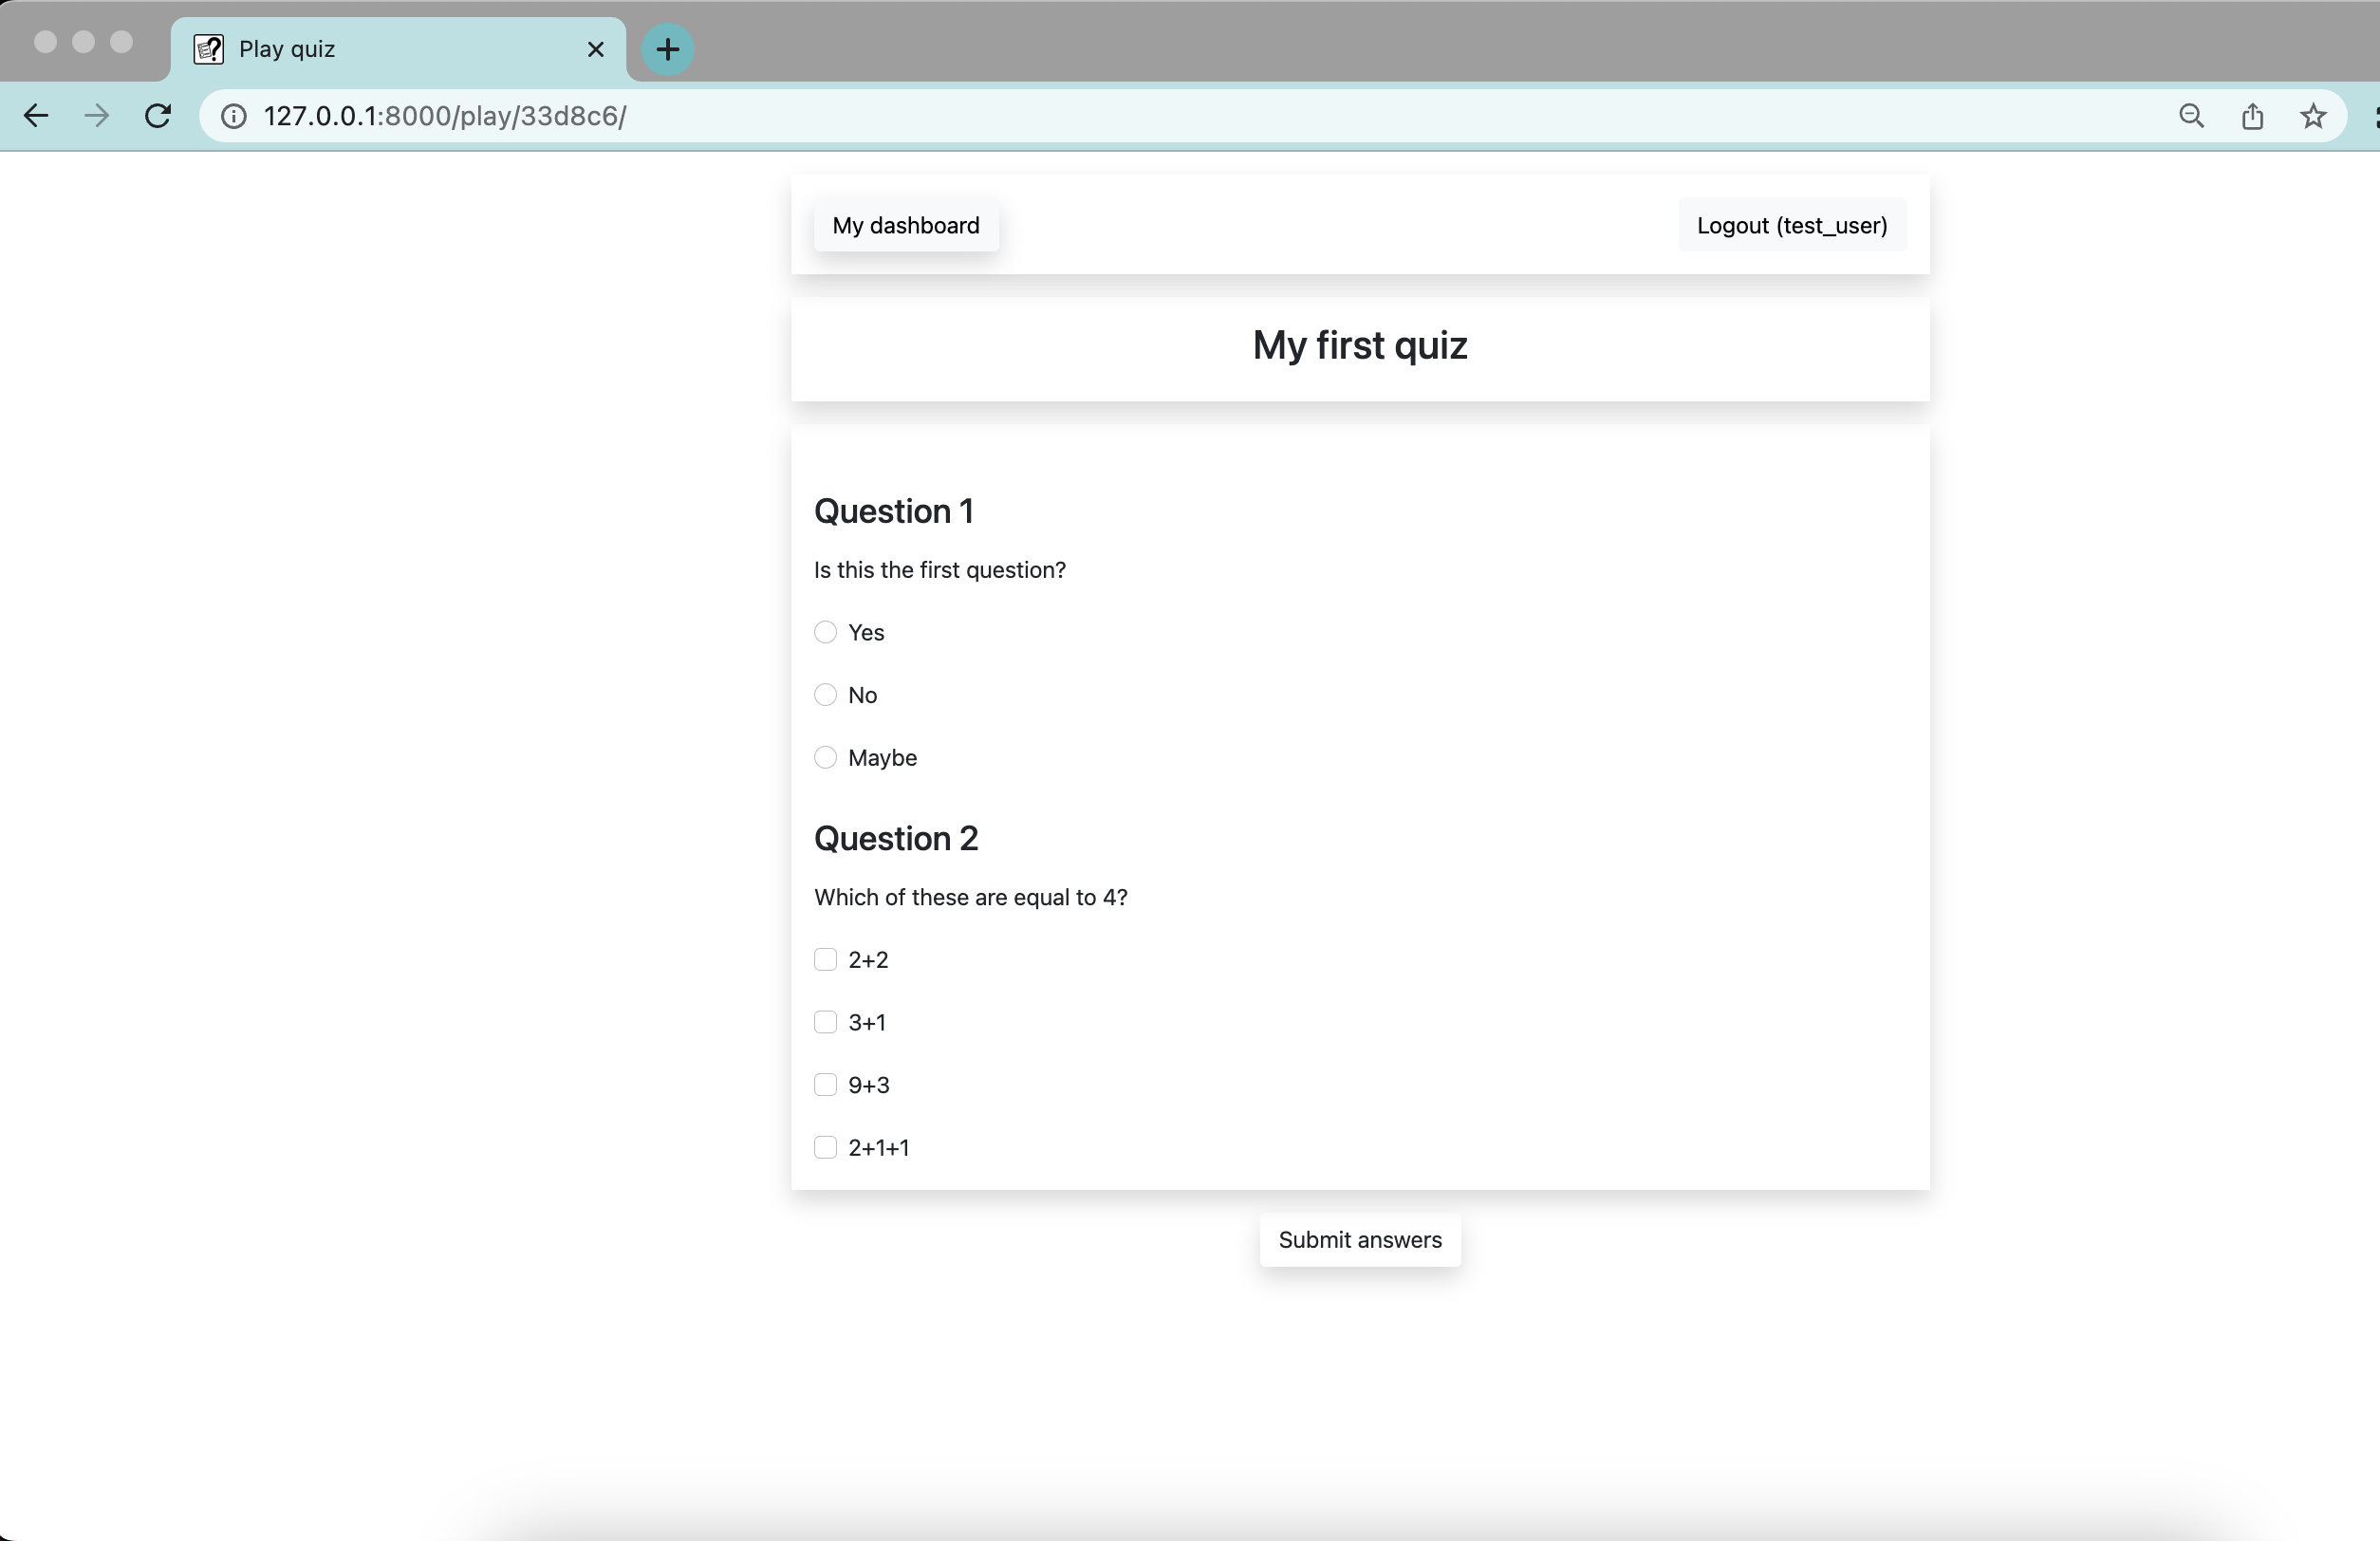 Play quiz
127.0.0.1:8000/play/33d8c6/
My dashboard
Logout (test_user)
My first quiz
Question 1
Is this the first question?
Yes
No
Maybe
Question 2
Which of these are equal to 4?
2+2
3+1
9+3
2+1+1
Submit answers